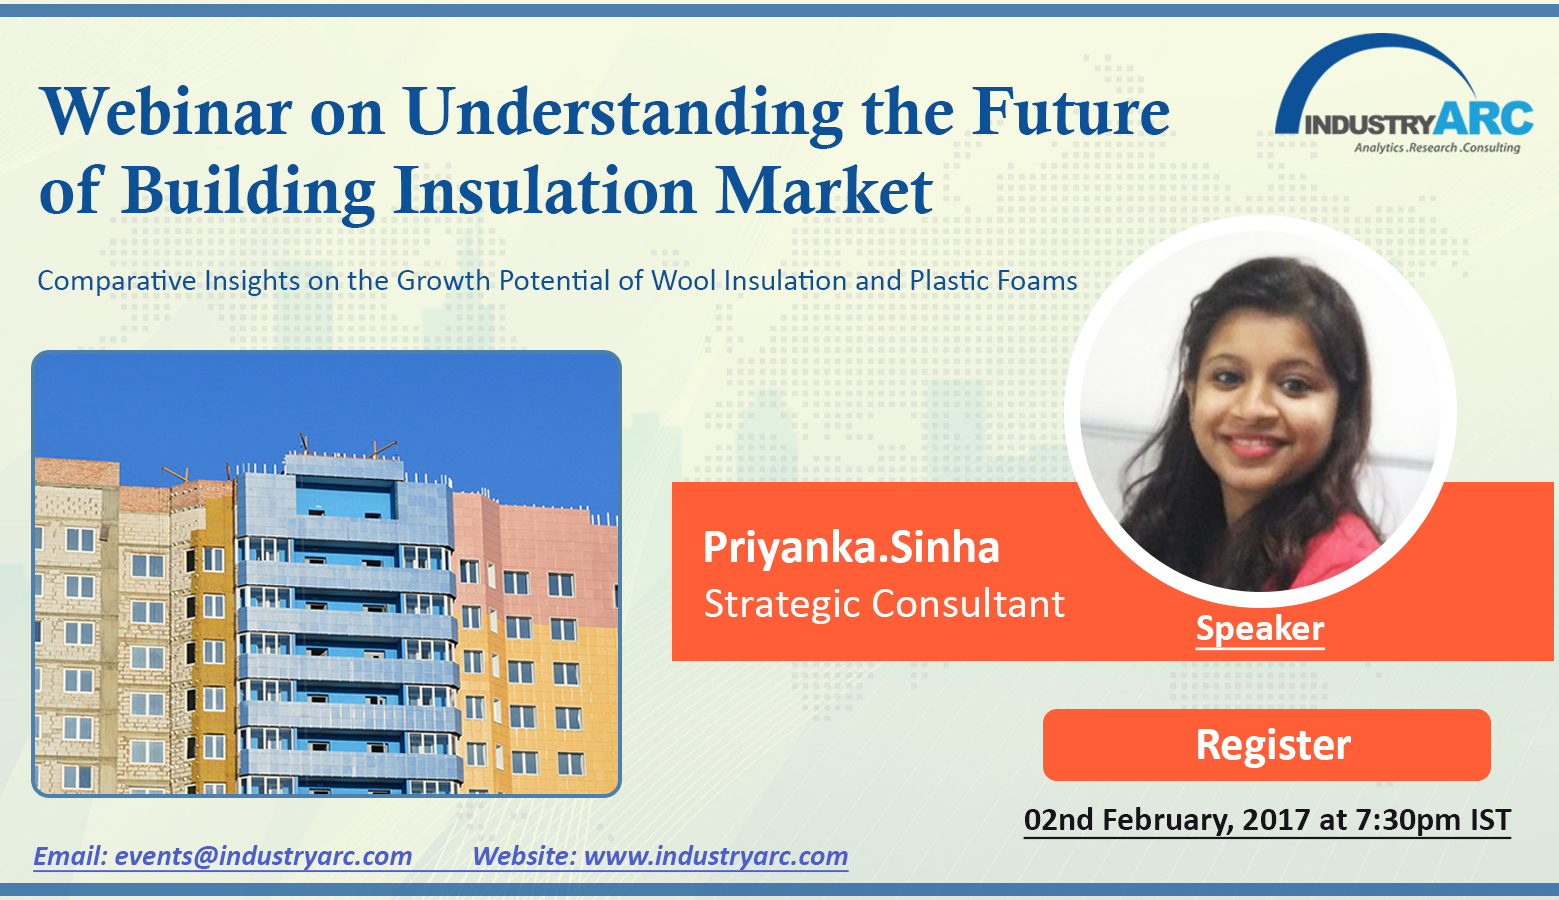 Webinar on Understanding the Future
of Building Insulation Market
INDUSTRYARC
Analytics .Research .Consulting
Comparative Insights on the Growth Potential of Wool Insulation and Plastic Foams
Priyanka.Sinha
Strategic Consultant
Speaker
Register
02nd February, 2017 at 7:30pm IST
Email: events@industryarc.com Website: www.industryarc.com